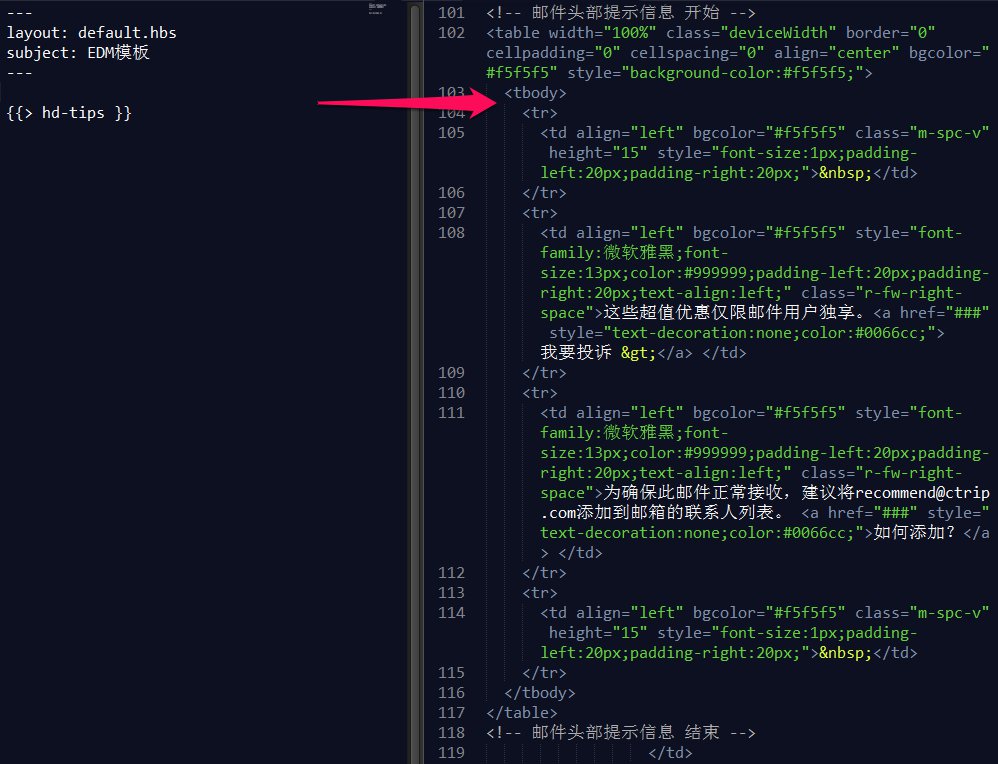 ---
layout: default.hbs
subject: EDM模板
---
{{> hd-tips }}
101 <!-- 邮件头部提示信息 开始 -->
102 <table width="100%" class="deviceWidth" border="0"
cellpadding="0" cellspacing="0" align="center" bgcolor="
#f5f5f5" style="background-color:#f5f5f5;">
103 <tbody>
104 <tr>
105 <td align="left" bgcolor="#f5f5f5" class="m-spc-v"
height="15" style="font-size:1px;padding-
left:20px;padding-right:20px;">&nbsp;</td>
106 </tr>
107 <tr>
108 <td align="left" bgcolor="#f5f5f5" style="font-
family:微软雅黑;font-
size:13px;color:#999999;padding-left:20px;padding-
right:20px;text-align:left;" class="r-fw-right-
space">这些超值优惠仅限邮件用户独享。<a href="###"
style="text-decoration:none;color:#0066cc;">
我要投诉 &gt;</a> </td>
109 </tr>
110 <tr>
111 <td align="left" bgcolor="#f5f5f5" style="font-
family:微软雅黑;font-
size:13px;color:#999999;padding-left:20px;padding-
right:20px;text-align:left;" class="r-fw-right-
space">为确保此邮件正常接收，建议将recommend@ctrip
.com添加到邮箱的联系人列表。 <a href="###" style="
text-decoration:none;color:#0066cc;">如何添加？</a
> </td>
112 </tr>
113 <tr>
114 <td align="left" bgcolor="#f5f5f5" class="m-spc-v"
height="15" style="font-size:1px;padding-
left:20px;padding-right:20px;">&nbsp;</td>
115 </tr>
116 </tbody>
117 </table>
118 <!-- 邮件头部提示信息 结束 -->
119 </td>